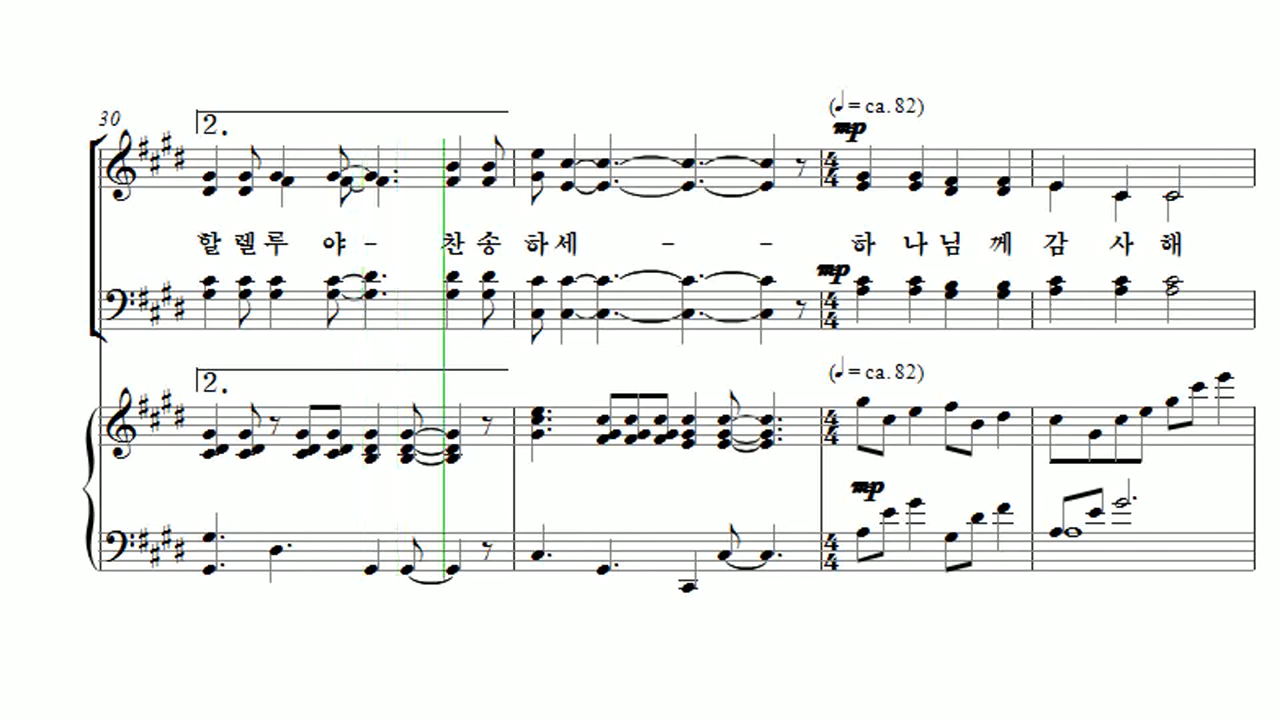 (♩= ca. 82)
30
2.
mp
할 렐 루 야 - 찬 송 하 세 - - 하 나 님 께 감 사 해
mp
(♩= ca. 82)
2.
mp